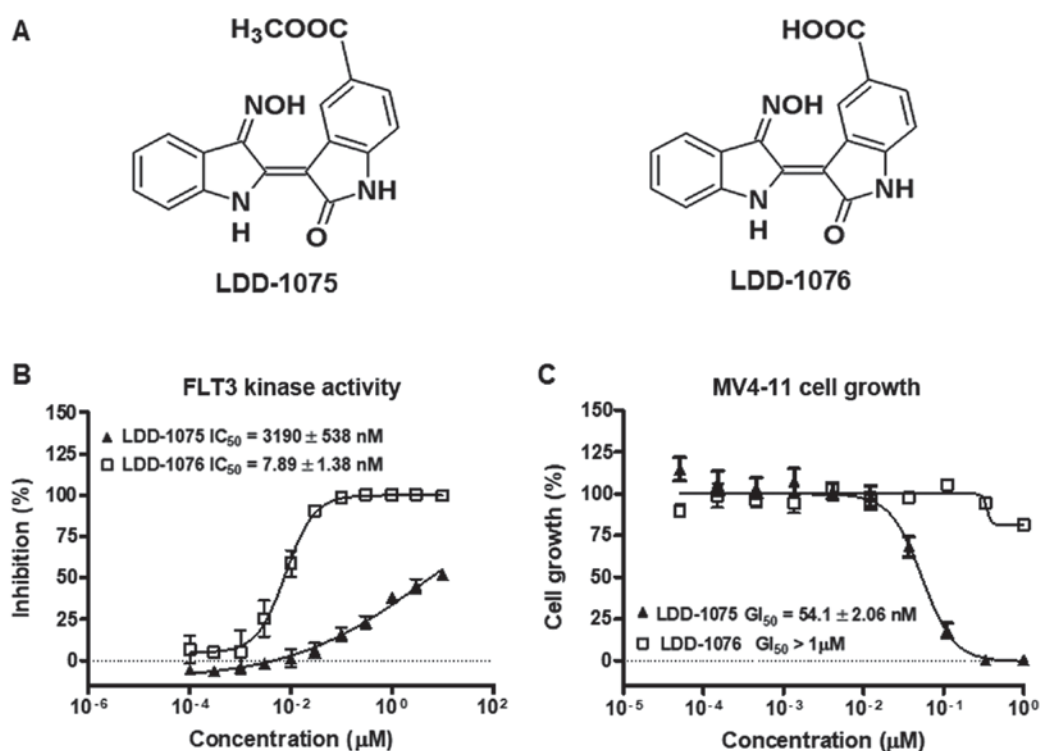 A
H₃COOC
NOH
N
H
NH
O
LDD-1075
HOOC
NOH
N
H
NH
O
LDD-1076
B
FLT3 kinase activity
LDD-1075 IC₅₀ = 3190 ± 538 nM
LDD-1076 IC₅₀ = 7.89 ± 1.38 nM
Inhibition (%)
150
125
100
75
50
25
0
10⁻⁶ 10⁻⁴ 10⁻² 10⁰ 10²
Concentration (μM)
C
MV4-11 cell growth
Cell growth (%)
150
125
100
75
50
25
0
LDD-1075 GI₅₀ = 54.1 ± 2.06 nM
LDD-1076 GI₅₀ > 1μM
10⁻⁵ 10⁻⁴ 10⁻³ 10⁻² 10⁻¹ 10⁰
Concentration (μM)